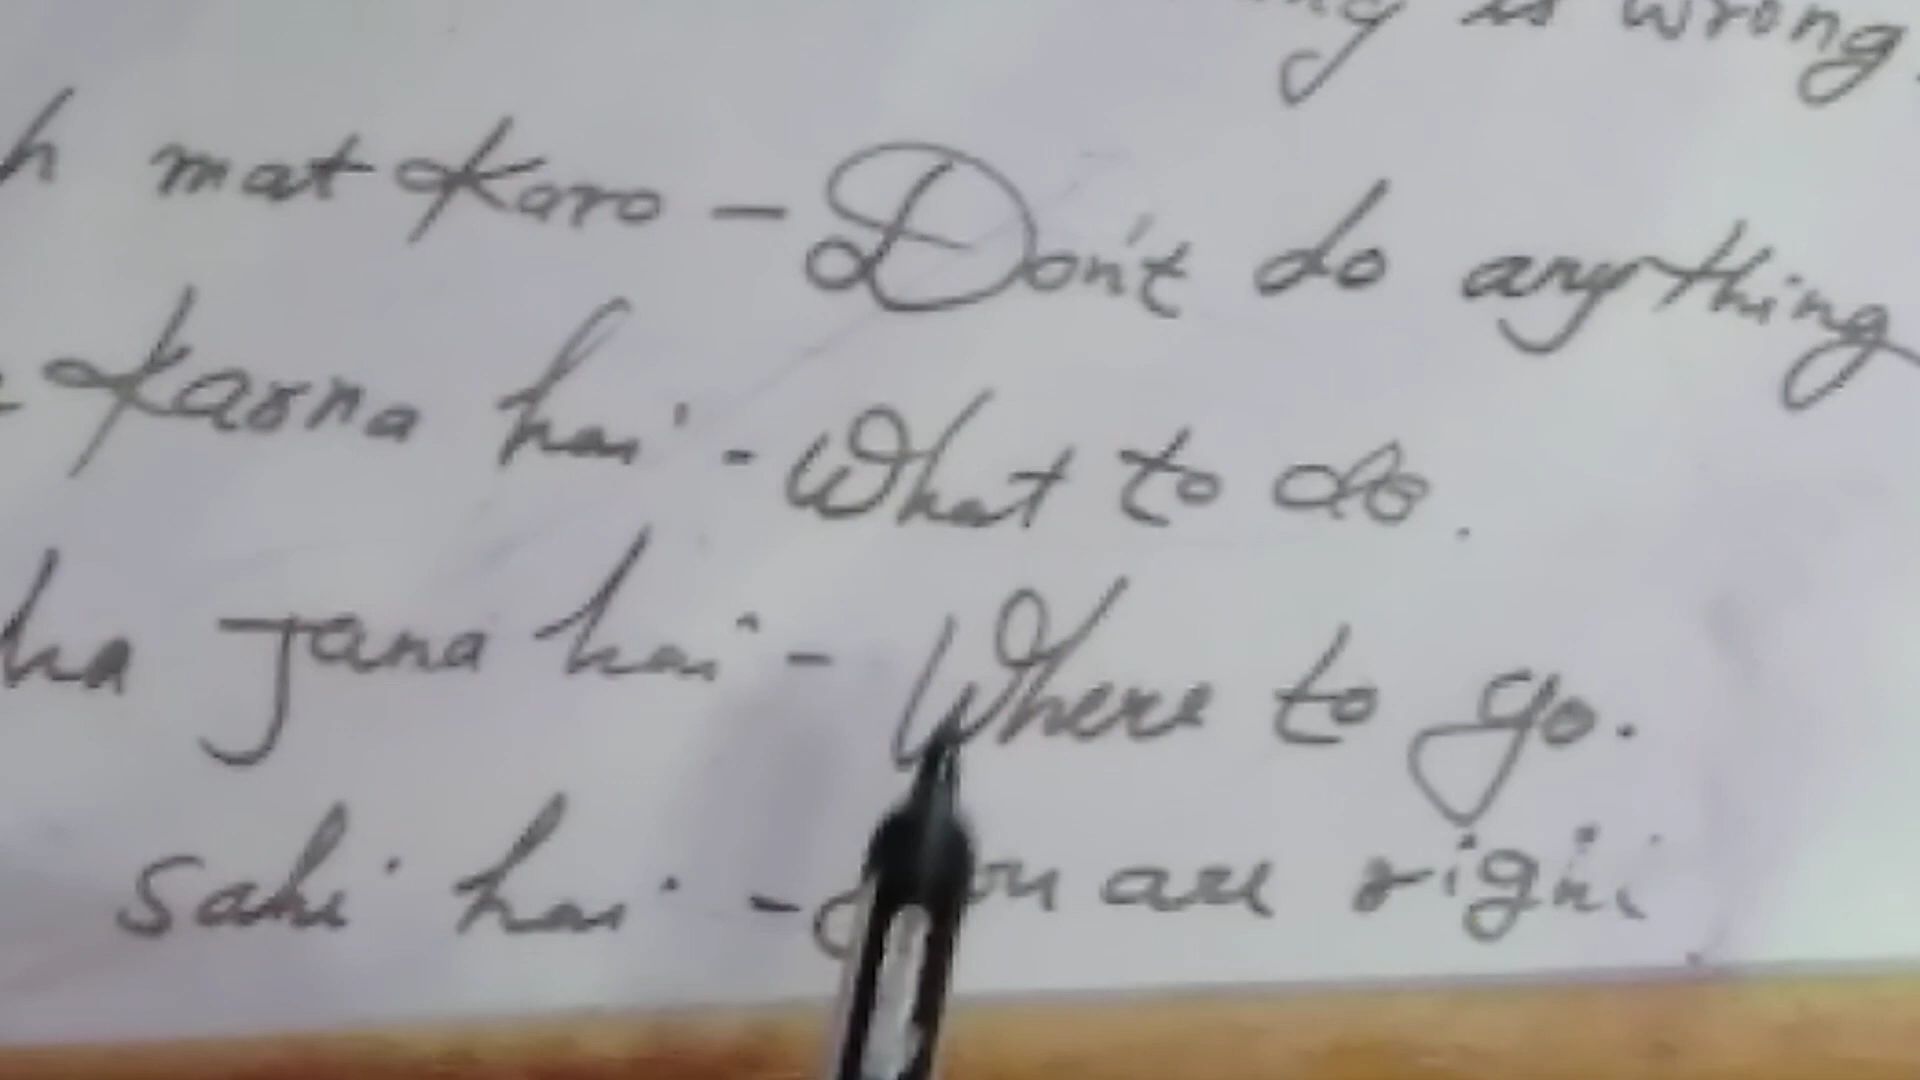 is wrong.
mat Karo - Don't do anything
Karna hai - What to do.
Jana hai - Where to go.
Sahi hai - You are right